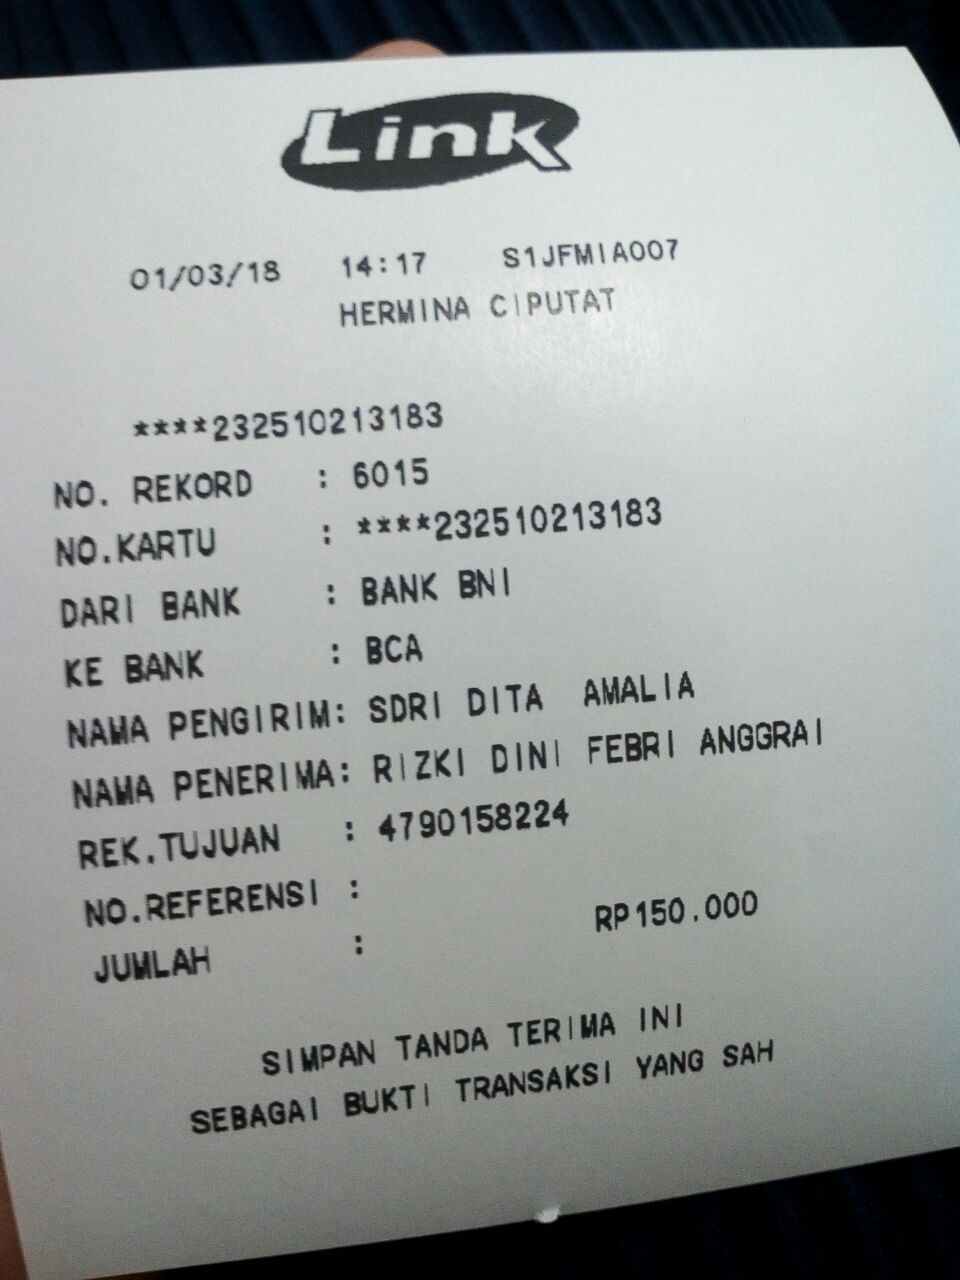 Link
01/03/18 14:17 S1JFMIA007
HERMINA CIPUTAT
****232510213183
NO. REKORD : 6015
NO.KARTU : ****232510213183
DARI BANK : BANK BNI
KE BANK : BCA
NAMA PENGIRIM: SDRI DITA AMALIA
NAMA PENERIMA: RIZKI DINI FEBRI ANGGRAI
REK.TUJUAN : 4790158224
NO.REFERENSI :
JUMLAH : RP150.000
SIMPAN TANDA TERIMA INI
SEBAGAI BUKTI TRANSAKSI YANG SAH